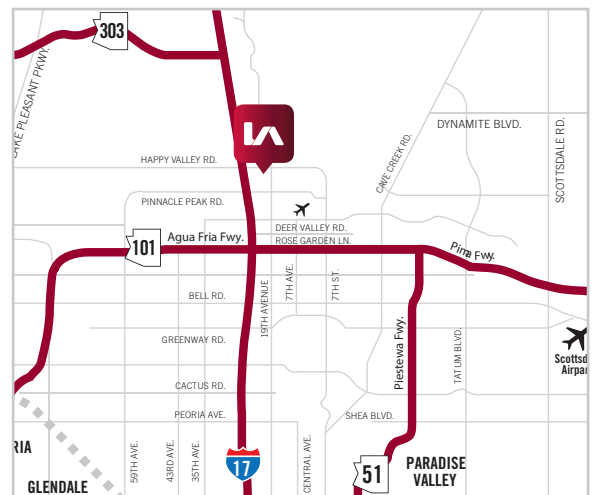 303
LAKE PLEASANT PKWY.
DYNAMITE BLVD.
SCOTTSDALE RD.
CAVE CREEK RD.
HAPPY VALLEY RD.
PINNACLE PEAK RD.
DEER VALLEY RD.
ROSE GARDEN LN.
101
Agua Fria Fwy.
Pima Fwy.
19TH AVENUE
7TH AVE.
7TH ST.
BELL RD.
GREENWAY RD.
Piestewa Fwy.
TATUM BLVD.
Scottsd
Airpar
CACTUS RD.
PEORIA AVE.
SHEA BLVD.
RIA
59TH AVE.
43RD AVE.
35TH AVE.
17
CENTRAL AVE.
51
PARADISE
VALLEY
GLENDALE